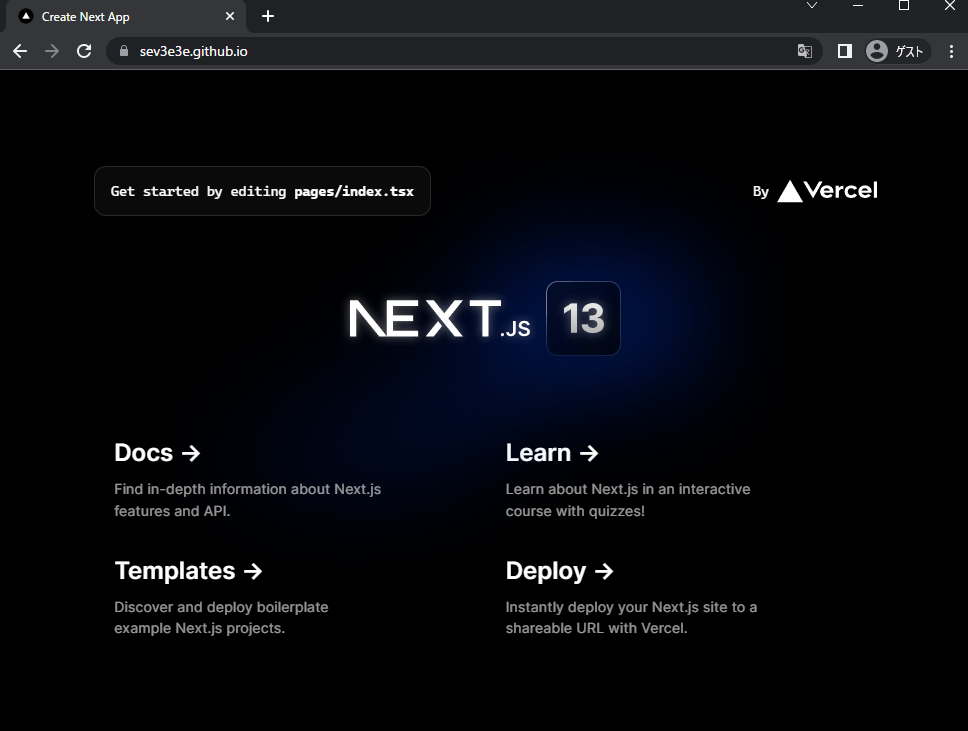 Create Next App
sev3e3e.github.io
ゲスト
Get started by editing pages/index.tsx
By Vercel
NEXT.JS 13
Docs →
Find in-depth information about Next.js
features and API.
Learn →
Learn about Next.js in an interactive
course with quizzes!
Templates →
Discover and deploy boilerplate
example Next.js projects.
Deploy →
Instantly deploy your Next.js site to a
shareable URL with Vercel.